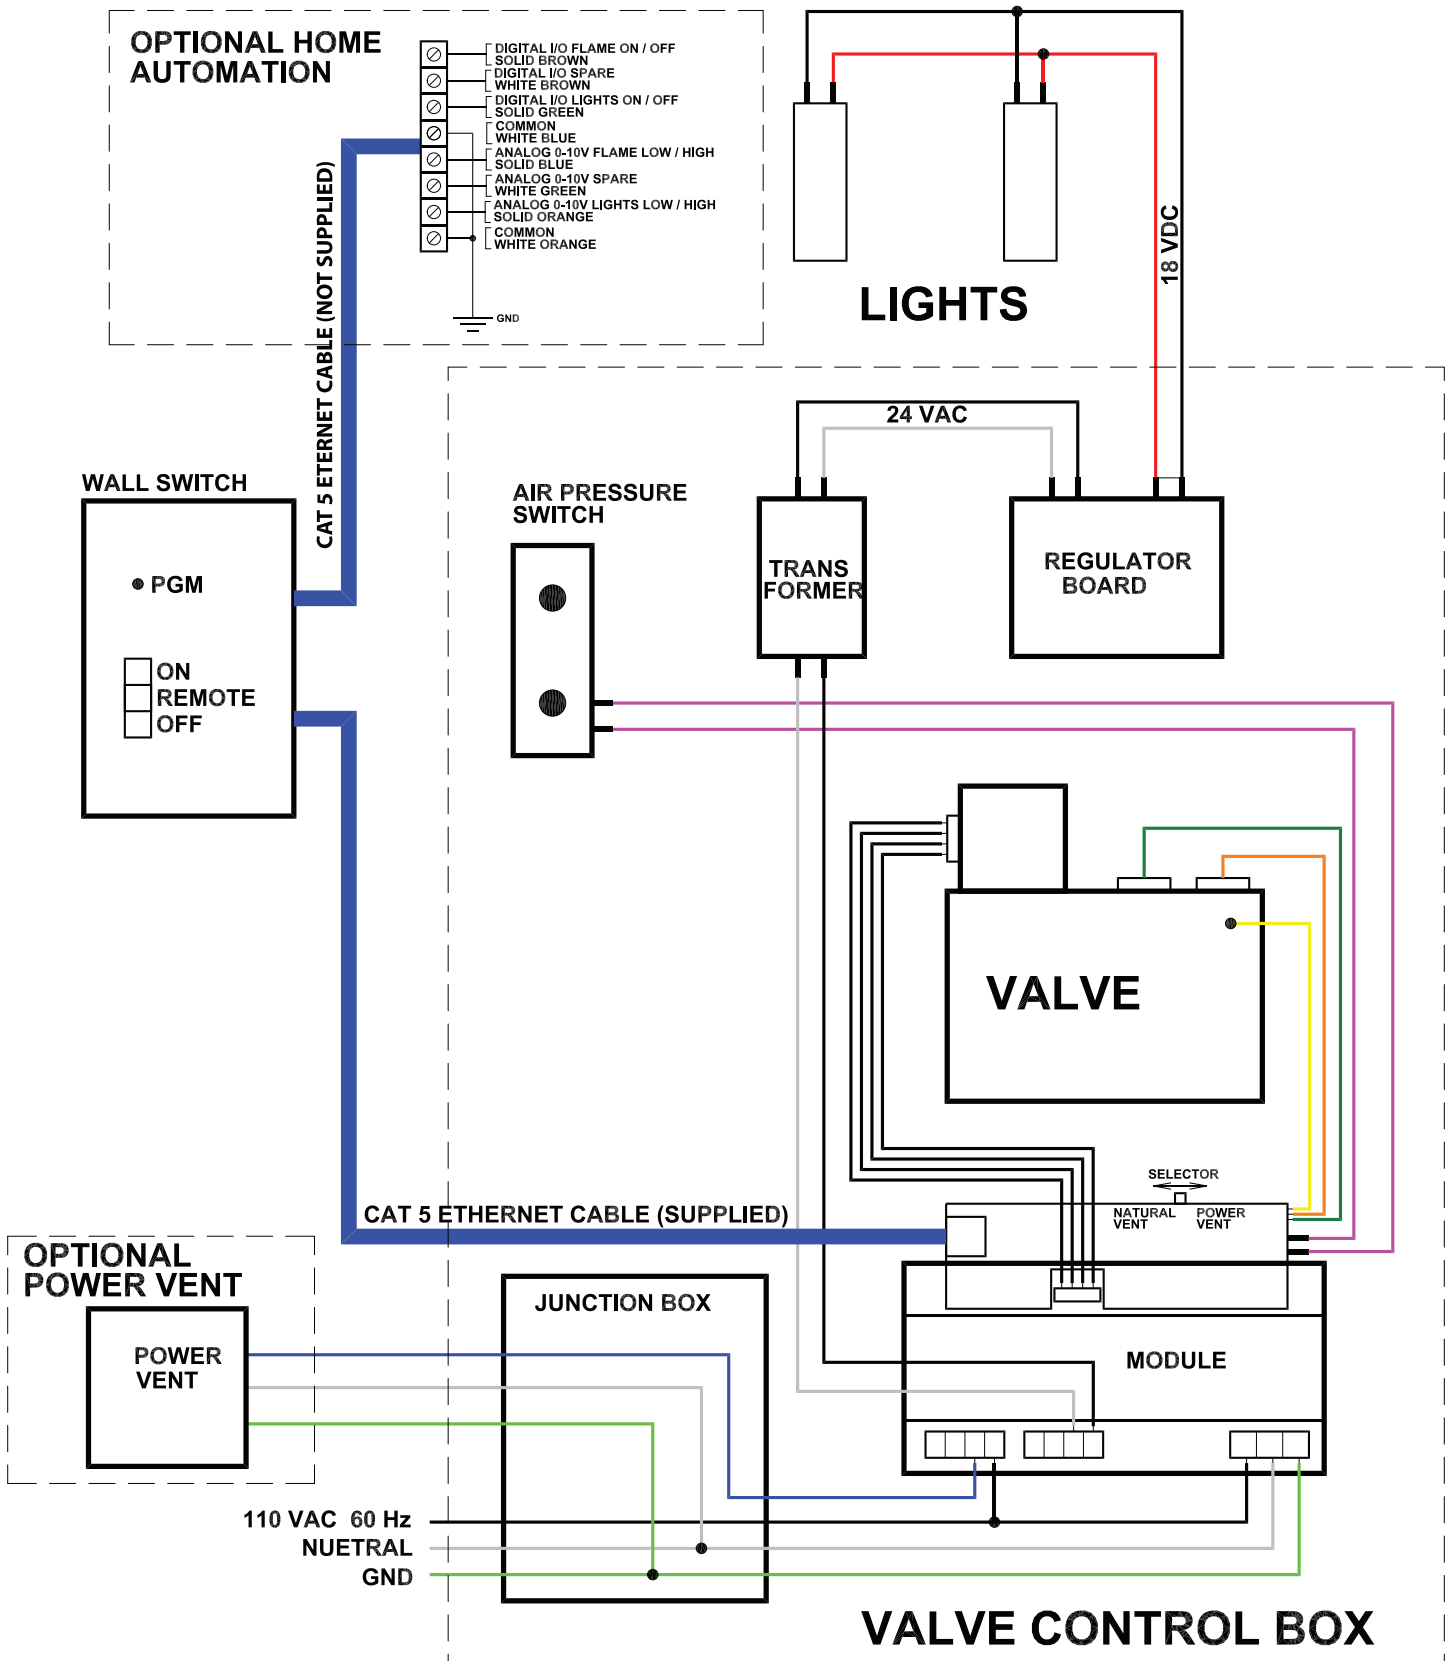 OPTIONAL HOME
AUTOMATION
DIGITAL I/O FLAME ON / OFF
SOLID BROWN
DIGITAL I/O SPARE
WHITE BROWN
DIGITAL I/O LIGHTS ON / OFF
SOLID GREEN
COMMON
WHITE BLUE
ANALOG 0-10V FLAME LOW / HIGH
SOLID BLUE
ANALOG 0-10V SPARE
WHITE GREEN
ANALOG 0-10V LIGHTS LOW / HIGH
SOLID ORANGE
COMMON
WHITE ORANGE
GND
CAT 5 ETERNET CABLE (NOT SUPPLIED)
LIGHTS
18 VDC
24 VAC
WALL SWITCH
PGM
ON
REMOTE
OFF
AIR PRESSURE
SWITCH
TRANS
FORMER
REGULATOR
BOARD
VALVE
SELECTOR
NATURAL
VENT
POWER
VENT
CAT 5 ETHERNET CABLE (SUPPLIED)
OPTIONAL
POWER VENT
POWER
VENT
JUNCTION BOX
MODULE
110 VAC 60 Hz
NUETRAL
GND
VALVE CONTROL BOX